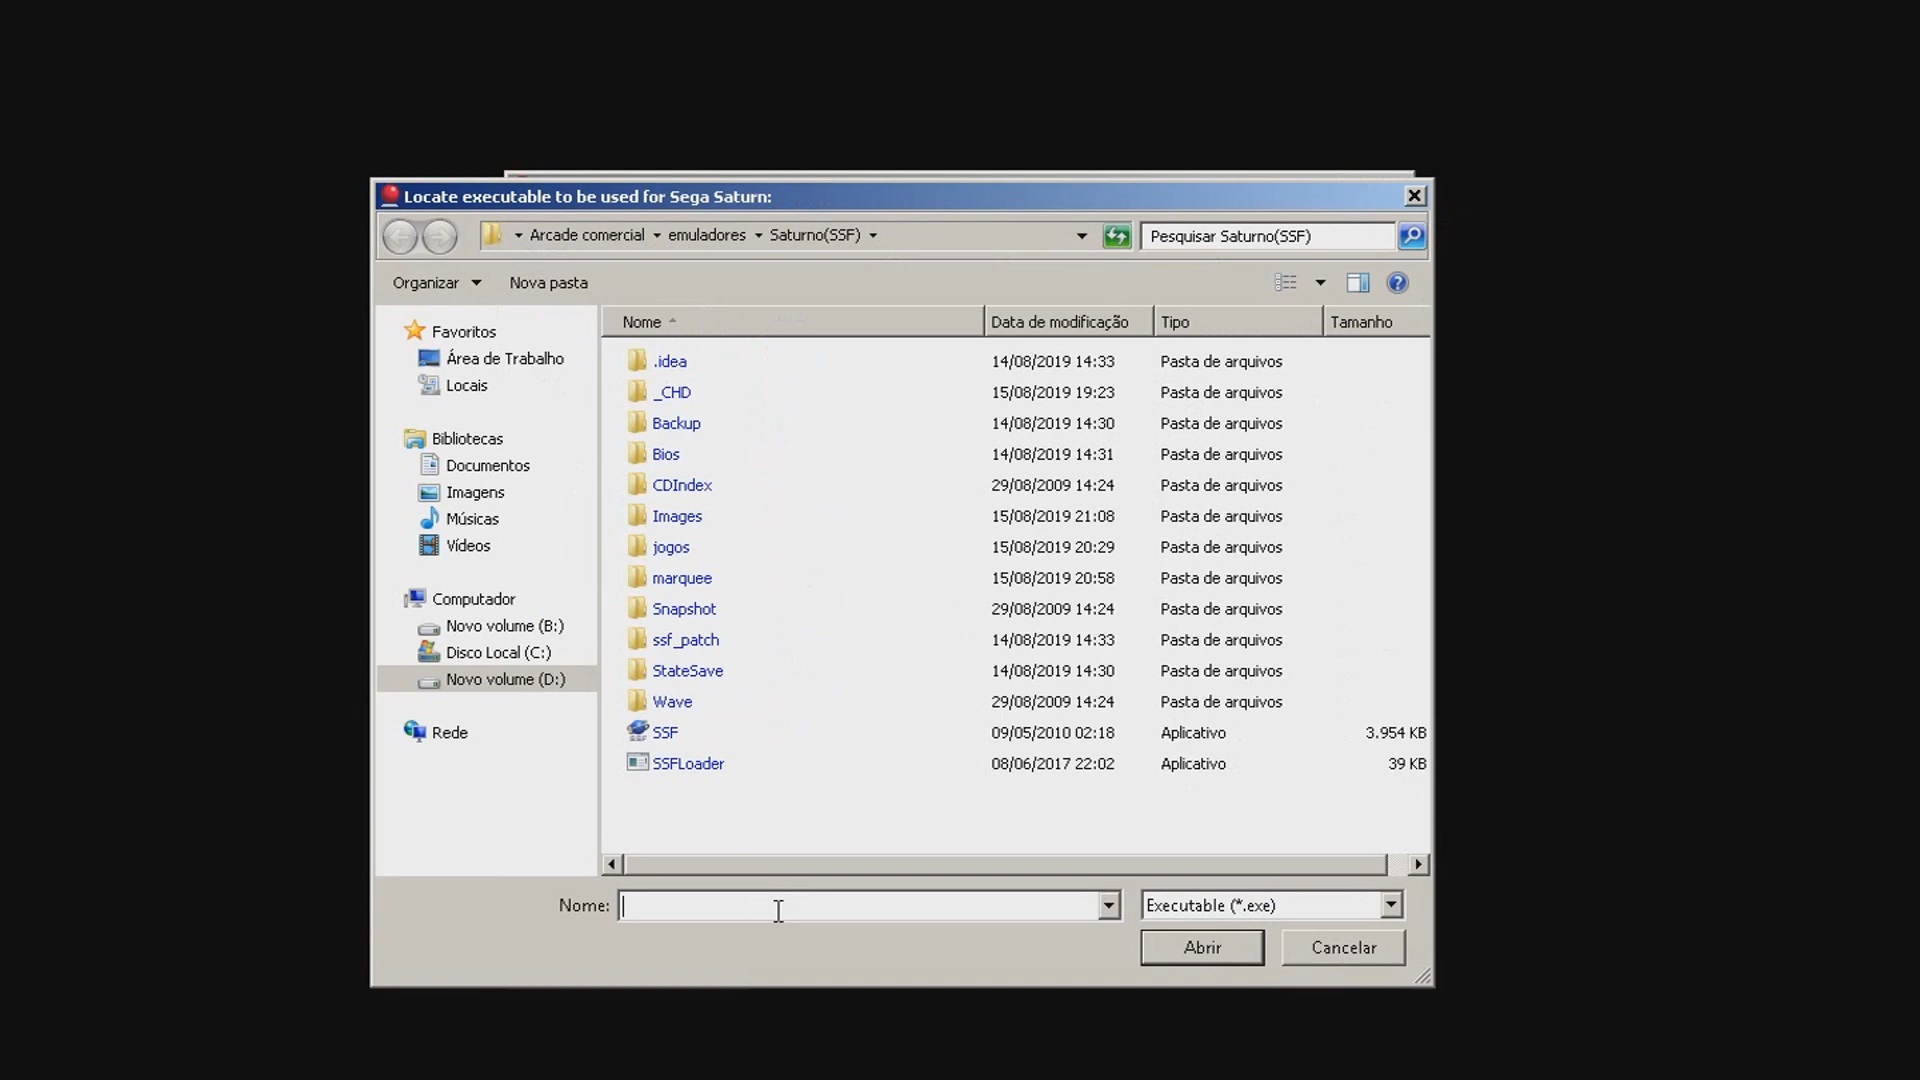 Locate executable to be used for Sega Saturn:
Arcade comercial emuladores Saturno(SSF)
Pesquisar Saturno(SSF)
Organizar Nova pasta
Favoritos
Área de Trabalho
Locais
Bibliotecas
Documentos
Imagens
Músicas
Vídeos
Computador
Novo volume (B:)
Disco Local (C:)
Novo volume (D:)
Rede
Nome Data de modificação Tipo Tamanho
.idea 14/08/2019 14:33 Pasta de arquivos
_CHD 15/08/2019 19:23 Pasta de arquivos
Backup 14/08/2019 14:30 Pasta de arquivos
Bios 14/08/2019 14:31 Pasta de arquivos
CDIndex 29/08/2009 14:24 Pasta de arquivos
Images 15/08/2019 21:08 Pasta de arquivos
jogos 15/08/2019 20:29 Pasta de arquivos
marquee 15/08/2019 20:58 Pasta de arquivos
Snapshot 29/08/2009 14:24 Pasta de arquivos
ssf_patch 14/08/2019 14:33 Pasta de arquivos
StateSave 14/08/2019 14:30 Pasta de arquivos
Wave 29/08/2009 14:24 Pasta de arquivos
SSF 09/05/2010 02:18 Aplicativo 3.954 KB
SSFLoader 08/06/2017 22:02 Aplicativo 39 KB
Nome: Executable (*.exe)
Abrir Cancelar